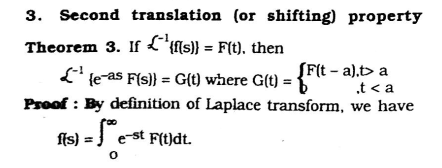 3. Second translation (or shifting) property
Theorem 3. If ℒ⁻¹{f(s)} = F(t), then
ℒ⁻¹ {e⁻ᵃˢ F(s)} = G(t) where G(t) = {F(t - a),t> a
,t < a
Proof : By definition of Laplace transform, we have
f(s) = ∫₀^∞ e⁻ˢᵗ F(t)dt.